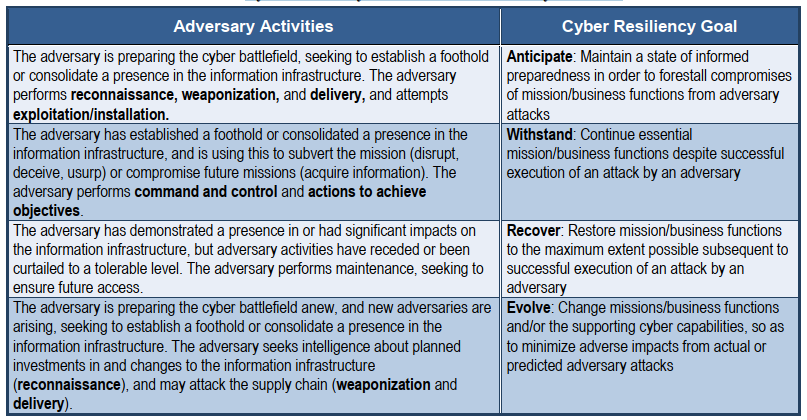 Adversary Activities
Cyber Resiliency Goal
The adversary is preparing the cyber battlefield, seeking to establish a foothold
or consolidate a presence in the information infrastructure. The adversary
performs reconnaissance, weaponization, and delivery, and attempts
exploitation/installation.
Anticipate: Maintain a state of informed
preparedness in order to forestall compromises
of mission/business functions from adversary
attacks
The adversary has established a foothold or consolidated a presence in the
information infrastructure, and is using this to subvert the mission (disrupt,
deceive, usurp) or compromise future missions (acquire information). The
adversary performs command and control and actions to achieve
objectives.
Withstand: Continue essential
mission/business functions despite successful
execution of an attack by an adversary
The adversary has demonstrated a presence in or had significant impacts on
the information infrastructure, but adversary activities have receded or been
curtailed to a tolerable level. The adversary performs maintenance, seeking to
ensure future access.
Recover: Restore mission/business functions
to the maximum extent possible subsequent to
successful execution of an attack by an
adversary
The adversary is preparing the cyber battlefield anew, and new adversaries are
arising, seeking to establish a foothold or consolidate a presence in the
information infrastructure. The adversary seeks intelligence about planned
investments in and changes to the information infrastructure
(reconnaissance), and may attack the supply chain (weaponization and
delivery).
Evolve: Change missions/business functions
and/or the supporting cyber capabilities, so as
to minimize adverse impacts from actual or
predicted adversary attacks